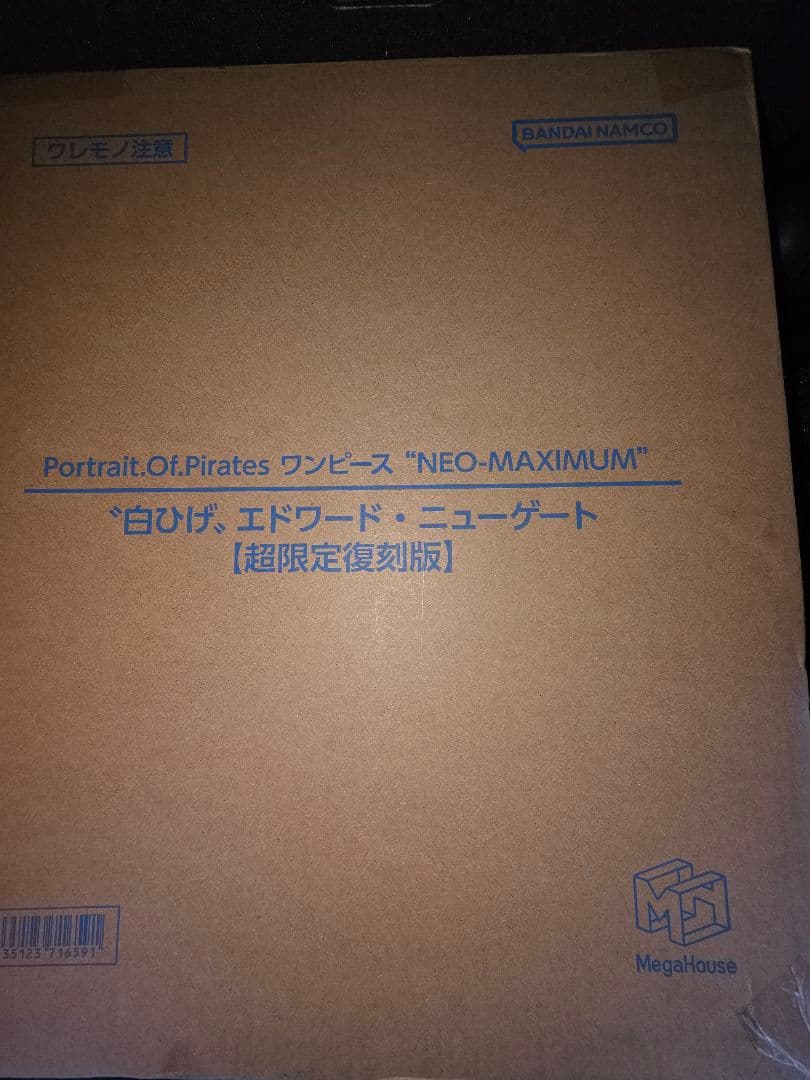 ワレモノ注意
BANDAI NAMCO
Portrait.Of.Pirates ワンピース “NEO-MAXIMUM”
〝白ひげ〟エドワード・ニューゲート
【超限定復刻版】
35123 716591
MegaHouse